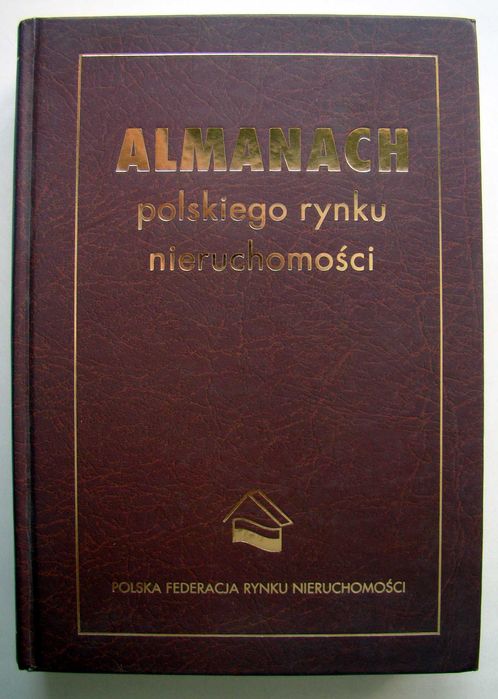 ALMANACH
polskiego rynku
nieruchomości
POLSKA FEDERACJA RYNKU NIERUCHOMOŚCI